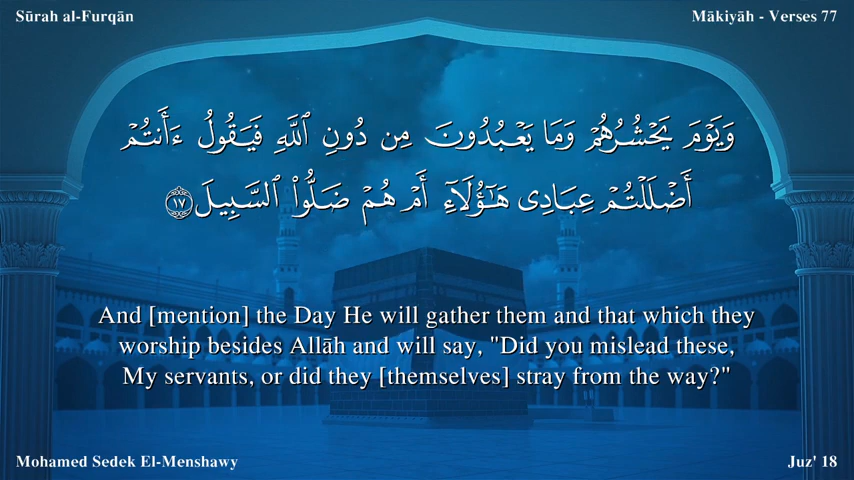 Sūrah al-Furqān
Mākiyāh - Verses 77
وَيَوْمَ يَحْشُرُهُمْ وَمَا يَعْبُدُونَ مِن دُونِ ٱللَّهِ فَيَقُولُ ءَأَنتُمْ
أَضْلَلْتُمْ عِبَادِى هَٰٓؤُلَآءِ أَمْ هُمْ ضَلُّوا۟ ٱلسَّبِيلَ ١٧
And [mention] the Day He will gather them and that which they
worship besides Allāh and will say, "Did you mislead these,
My servants, or did they [themselves] stray from the way?"
Mohamed Sedek El-Menshawy
Juz' 18